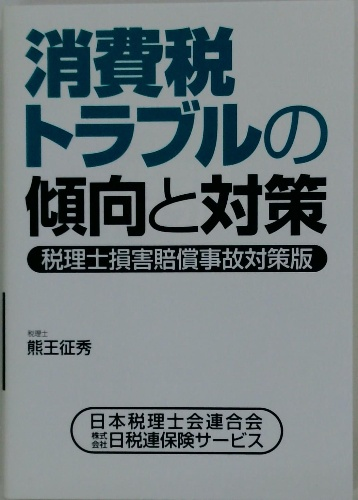 消費税
トラブルの
傾向と対策
税理士損害賠償事故対策版
税理士
熊王征秀
日本税理士会連合会
株式会社 日税連保険サービス